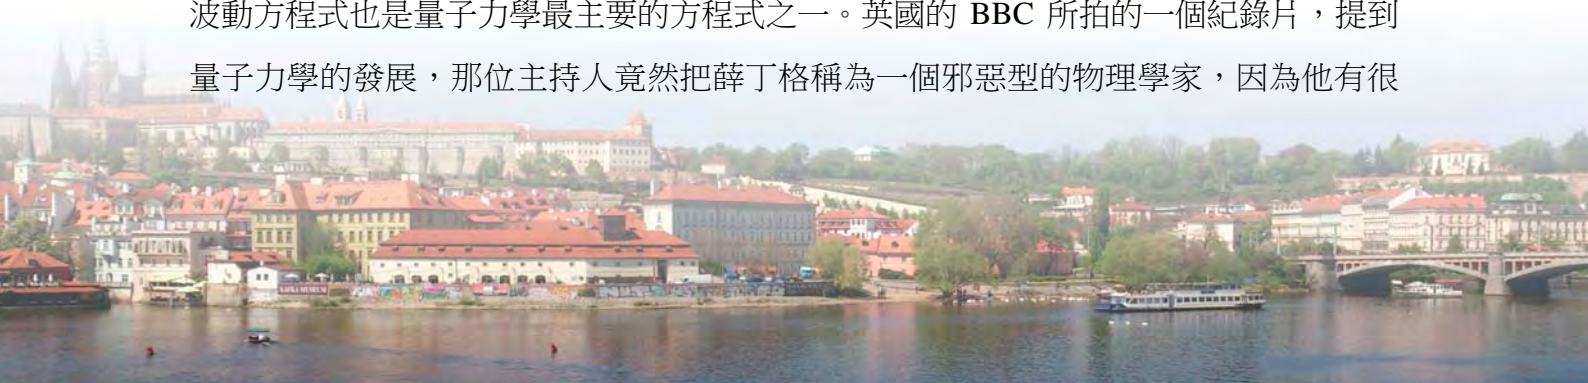 波動方程式也是量子力學最主要的方程式之一。英國的 BBC 所拍的一個紀錄片，提到
量子力學的發展，那位主持人竟然把薛丁格稱為一個邪惡型的物理學家，因為他有很
KAFKA MUSEUM